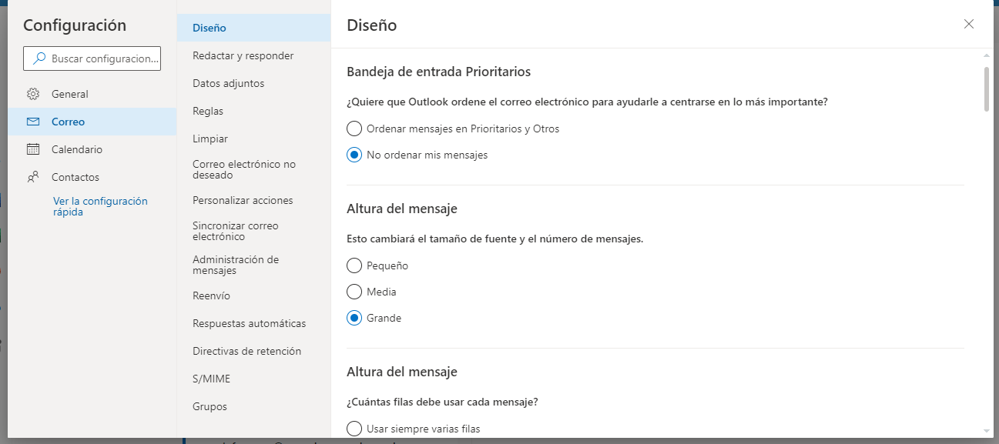 Configuración
Buscar configuracion...
General
Correo
Calendario
Contactos
Ver la configuración
rápida
Diseño
Redactar y responder
Datos adjuntos
Reglas
Limpiar
Correo electrónico no
deseado
Personalizar acciones
Sincronizar correo
electrónico
Administración de
mensajes
Reenvío
Respuestas automáticas
Directivas de retención
S/MIME
Grupos
Diseño
Bandeja de entrada Prioritarios
¿Quiere que Outlook ordene el correo electrónico para ayudarle a centrarse en lo más importante?
Ordenar mensajes en Prioritarios y Otros
No ordenar mis mensajes
Altura del mensaje
Esto cambiará el tamaño de fuente y el número de mensajes.
Pequeño
Media
Grande
Altura del mensaje
¿Cuántas filas debe usar cada mensaje?
Usar siempre varias filas